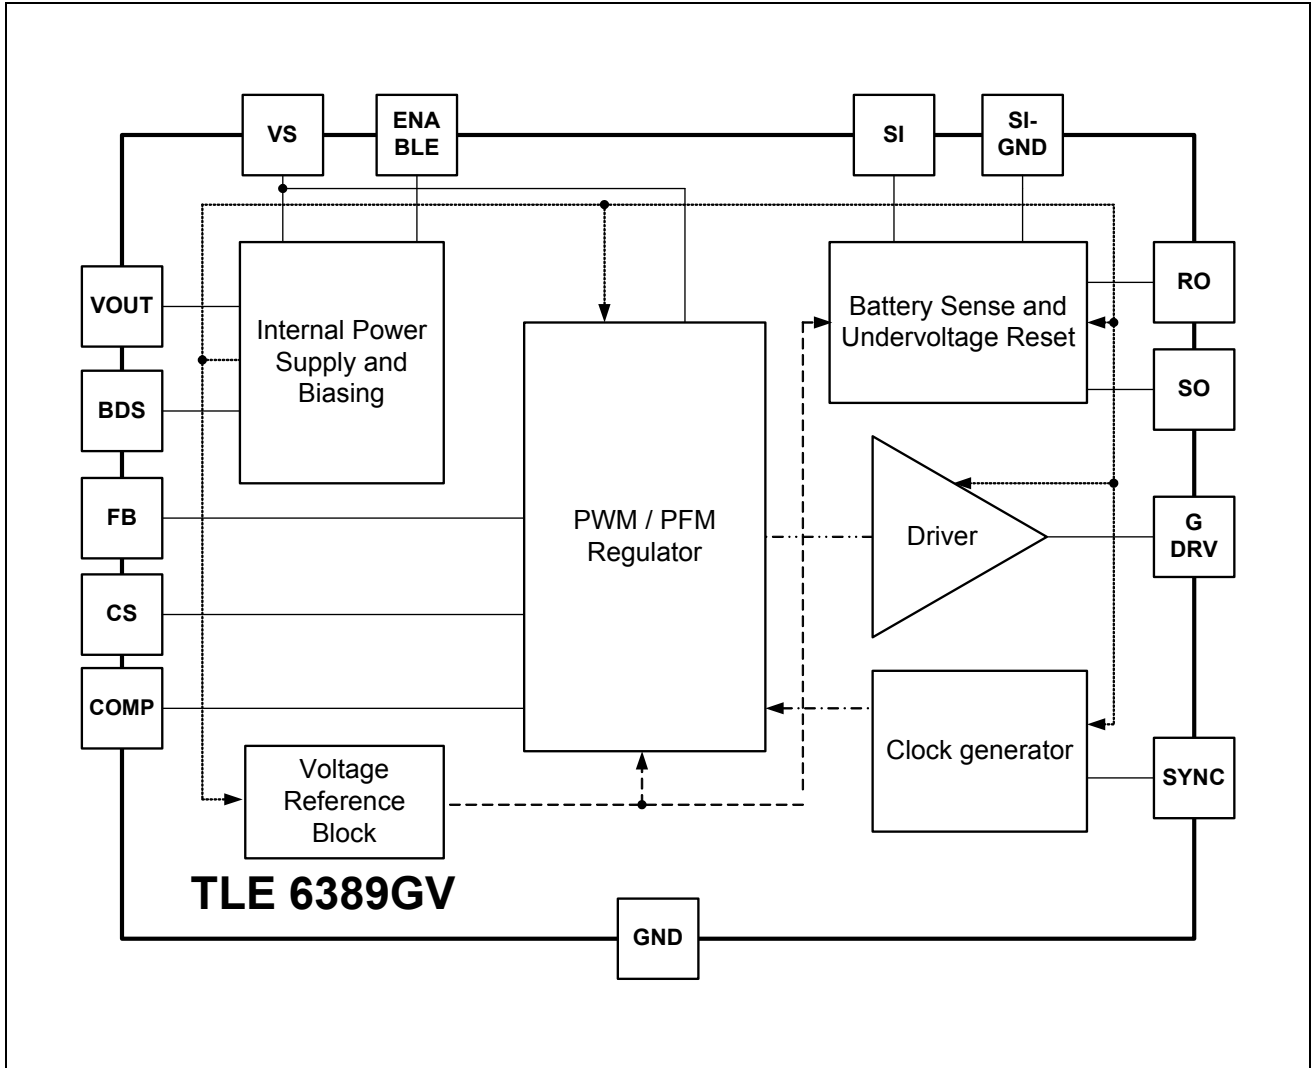 VS
ENA
BLE
SI
SI-
GND
VOUT
Internal Power
Supply and
Biasing
Battery Sense and
Undervoltage Reset
RO
BDS
SO
FB
PWM / PFM
Regulator
Driver
G
DRV
CS
COMP
Clock generator
SYNC
Voltage
Reference
Block
TLE 6389GV
GND